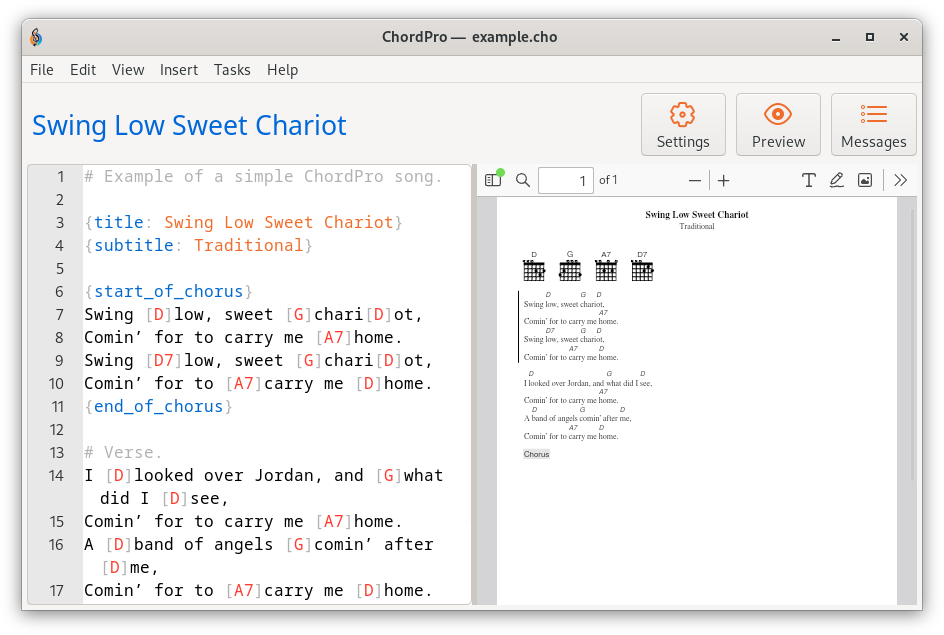 ChordPro — example.cho
File Edit View Insert Tasks Help
Swing Low Sweet Chariot
Settings Preview Messages
1 # Example of a simple ChordPro song.
2
3 {title: Swing Low Sweet Chariot}
4 {subtitle: Traditional}
5
6 {start_of_chorus}
7 Swing [D]low, sweet [G]chari[D]ot,
8 Comin’ for to carry me [A7]home.
9 Swing [D7]low, sweet [G]chari[D]ot,
10 Comin’ for to [A7]carry me [D]home.
11 {end_of_chorus}
12
13 # Verse.
14 I [D]looked over Jordan, and [G]what
did I [D]see,
15 Comin’ for to carry me [A7]home.
16 A [D]band of angels [G]comin’ after
[D]me,
17 Comin’ for to [A7]carry me [D]home.
1 of 1
Swing Low Sweet Chariot
Traditional
D G A7 D7
D G D
Swing low, sweet chariot,
A7
Comin’ for to carry me home.
D7 G D
Swing low, sweet chariot,
A7 D
Comin’ for to carry me home.
D G D
I looked over Jordan, and what did I see,
A7
Comin’ for to carry me home.
D G D
A band of angels comin’ after me,
A7 D
Comin’ for to carry me home.
Chorus